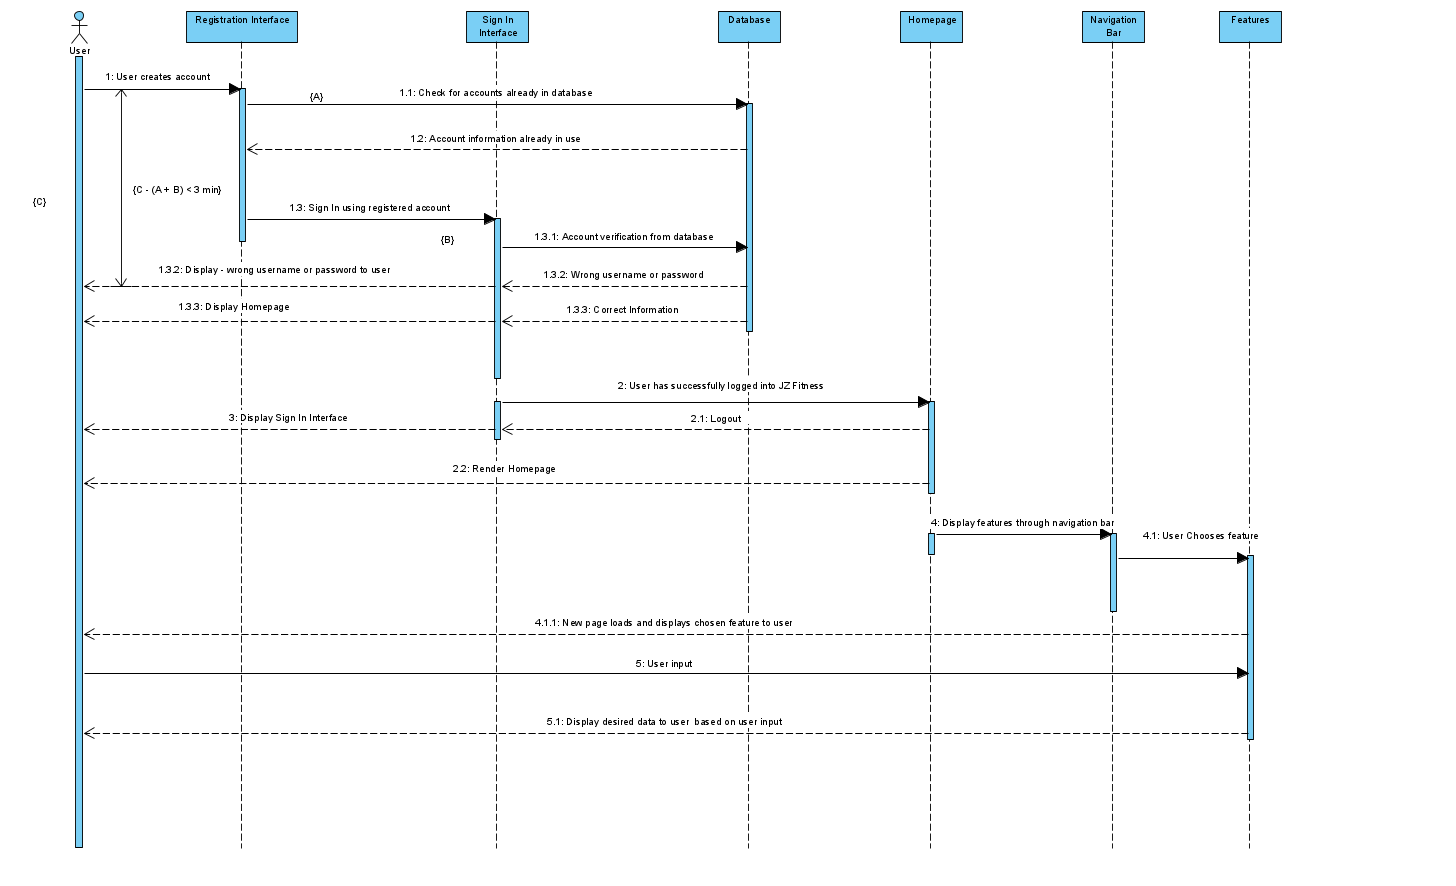 Registration Interface
Sign In
Interface
Database
Homepage
Navigation
Bar
Features
User
1: User creates account
{A}
1.1: Check for accounts already in database
1.2: Account information already in use
{C - (A + B) < 3 min}
{C}
1.3: Sign In using registered account
{B}
1.3.1: Account verification from database
1.3.2: Display - wrong username or password to user
1.3.2: Wrong username or password
1.3.3: Display Homepage
1.3.3: Correct Information
2: User has successfully logged into JZ Fitness
3: Display Sign In Interface
2.1: Logout
2.2: Render Homepage
4: Display features through navigation bar
4.1: User Chooses feature
4.1.1: New page loads and displays chosen feature to user
5: User input
5.1: Display desired data to user based on user input